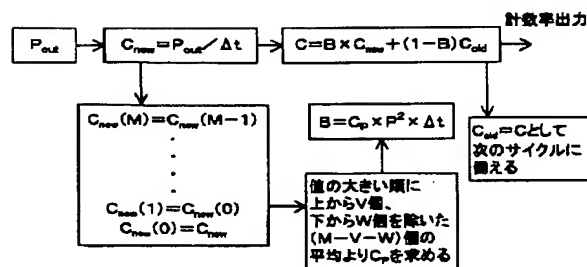 計数率出力
Pout
Cnew=Pout/Δt
C=B×Cnew+(1-B)Cold
Cnew(M)=Cnew(M-1)
・
・
・
・
Cnew(1)=Cnew(0)
Cnew(0)=Cnew
B=Cp×P²×Δt
Cold=Cとして
次のサイクルに
備える
値の大きい順に
上からV個、
下からW個を除いた
(M-V-W)個の
平均よりCpを求める